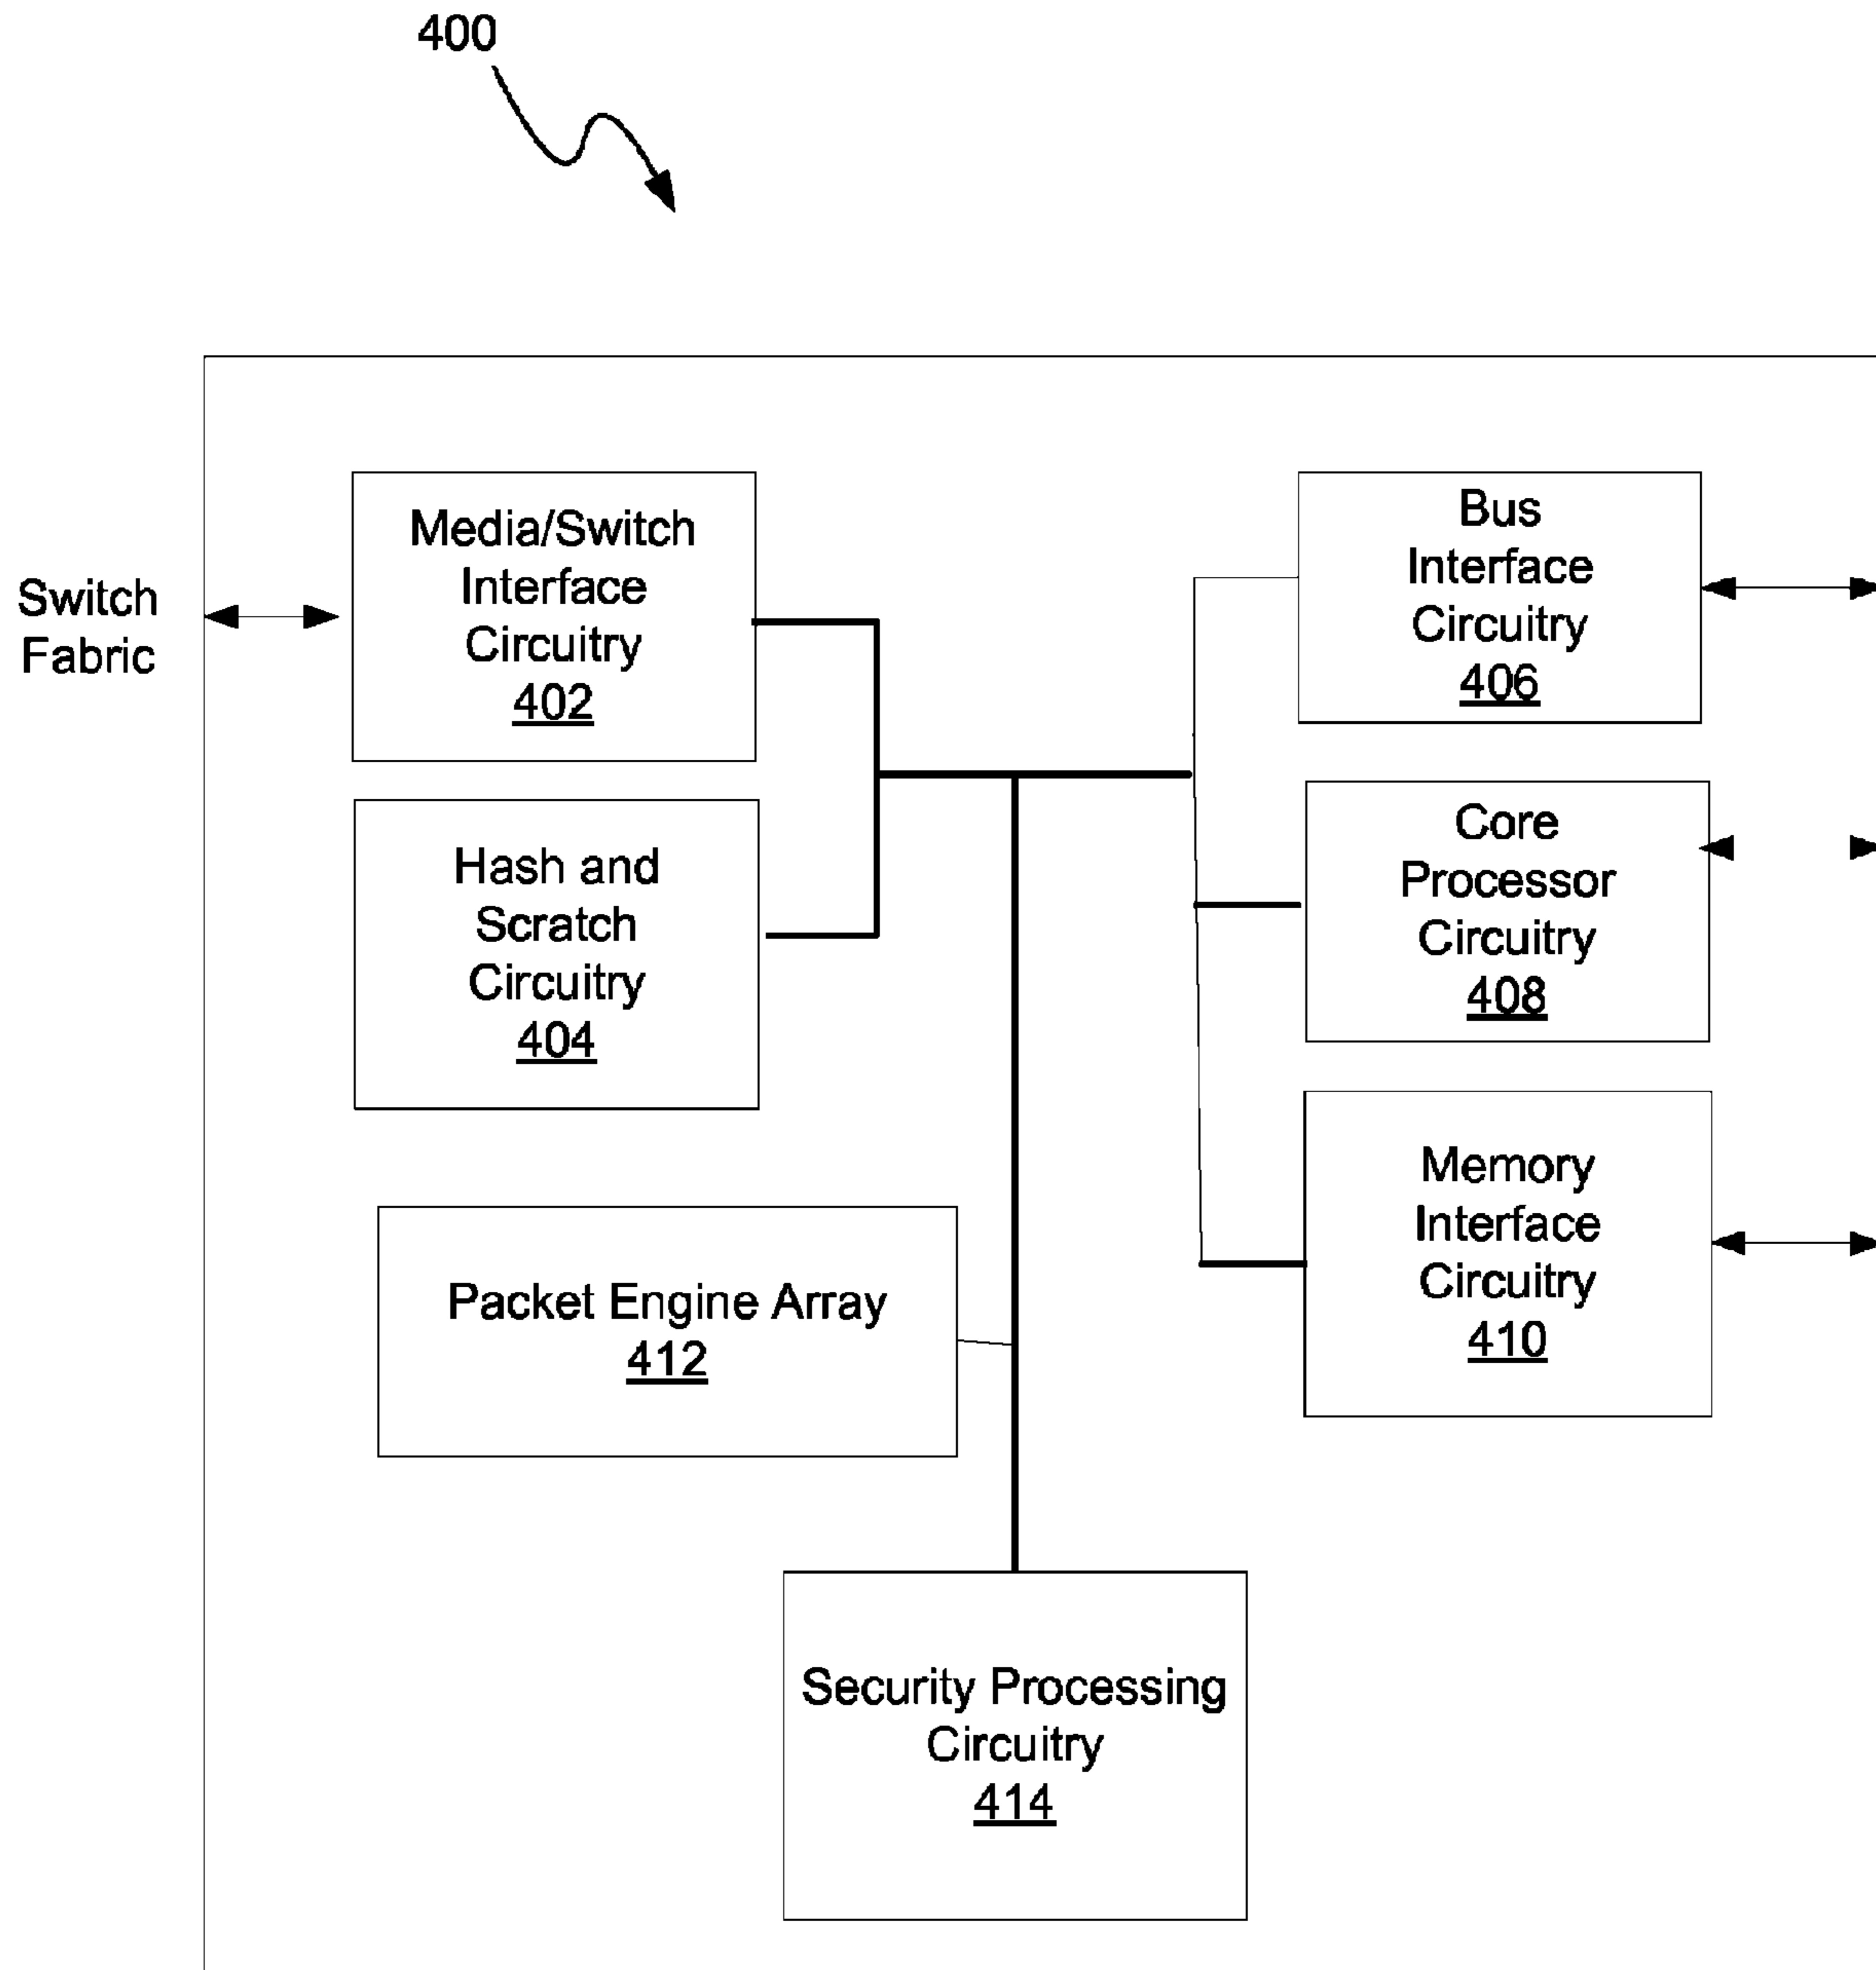 400
Switch
Fabric
Media/Switch
Interface
Circuitry
402
Hash and
Scratch
Circuitry
404
Bus
Interface
Circuitry
406
Core
Processor
Circuitry
408
Memory
Interface
Circuitry
410
Packet Engine Array
412
Security Processing
Circuitry
414